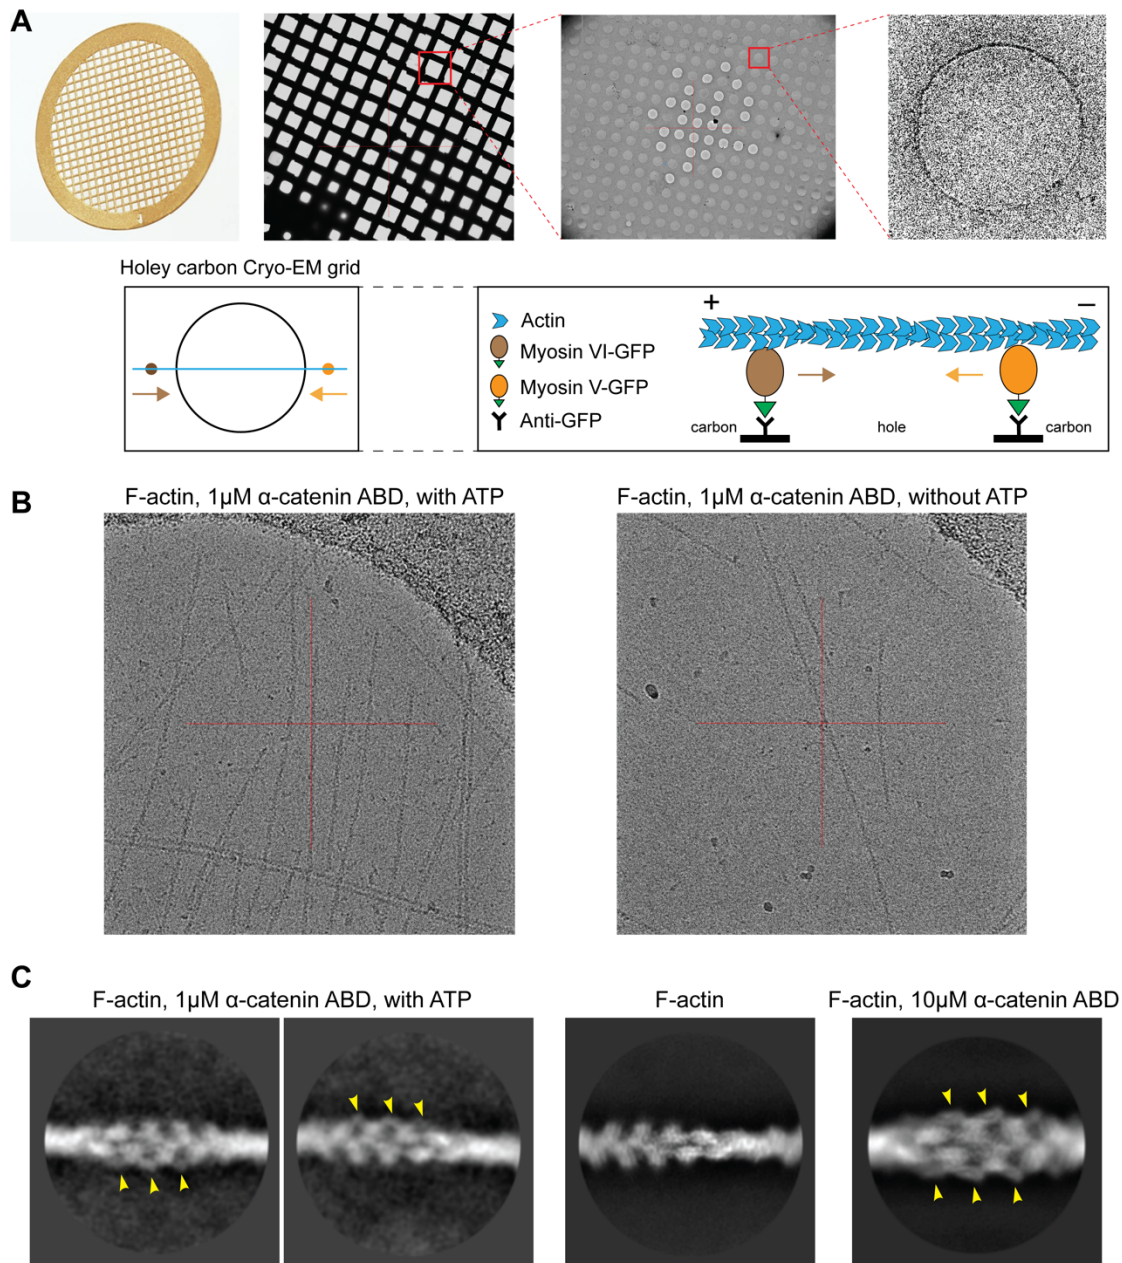 A
Holey carbon Cryo-EM grid
Actin
Myosin VI-GFP
Myosin V-GFP
Anti-GFP
+
–
carbon
hole
carbon
B
F-actin, 1μM α-catenin ABD, with ATP
F-actin, 1μM α-catenin ABD, without ATP
C
F-actin, 1μM α-catenin ABD, with ATP
F-actin
F-actin, 10μM α-catenin ABD